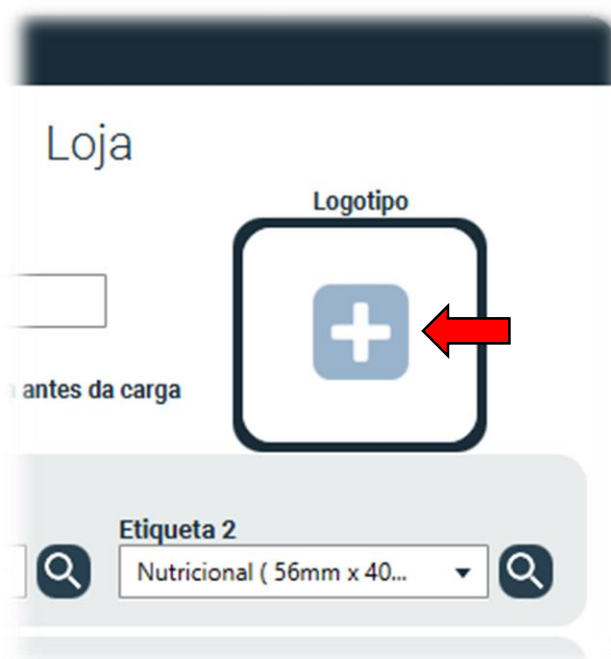 Loja
Logotipo
antes da carga
Etiqueta 2
Nutricional ( 56mm x 40...